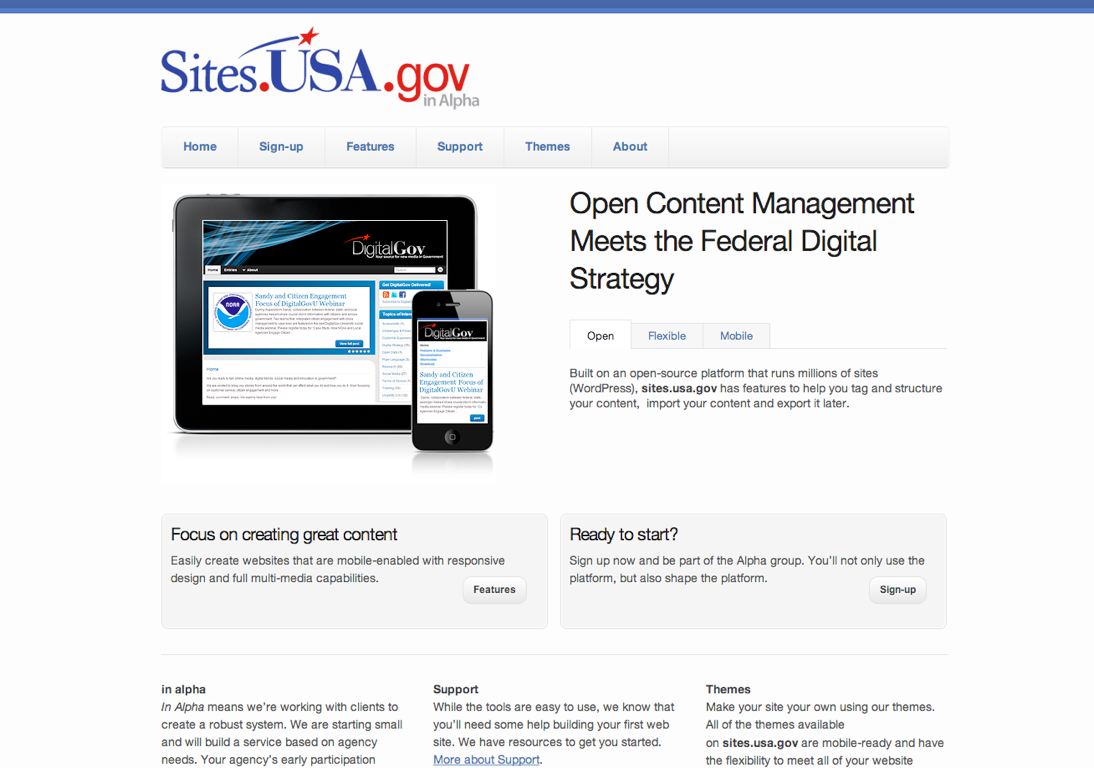 Sites.USA.gov
in Alpha
Home Sign-up Features Support Themes About
DigitalGov
Your source for new media in Government
Home Entries About
Sandy and Citizen Engagement
Focus of DigitalGovU Webinar
Get DigitalGov Delivered!
Topics of Interest
DigitalGov
Sandy and Citizen
Engagement Focus of
DigitalGovU Webinar
Open Content Management
Meets the Federal Digital
Strategy
Open Flexible Mobile
Built on an open-source platform that runs millions of sites
(WordPress), sites.usa.gov has features to help you tag and structure
your content, import your content and export it later.
Focus on creating great content
Easily create websites that are mobile-enabled with responsive
design and full multi-media capabilities.
Features
Ready to start?
Sign up now and be part of the Alpha group. You’ll not only use the
platform, but also shape the platform.
Sign-up
in alpha
In Alpha means we’re working with clients to
create a robust system. We are starting small
and will build a service based on agency
needs. Your agency’s early participation
Support
While the tools are easy to use, we know that
you’ll need some help building your first web
site. We have resources to get you started.
More about Support.
Themes
Make your site your own using our themes.
All of the themes available
on sites.usa.gov are mobile-ready and have
the flexibility to meet all of your website